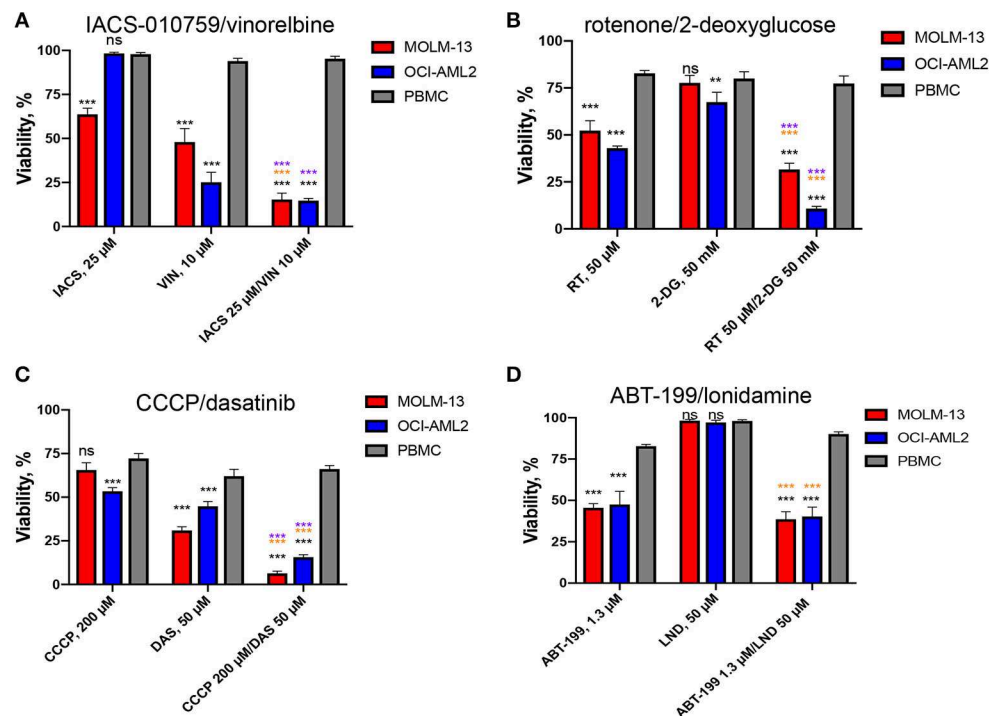 A
IACS-010759/vinorelbine
MOLM-13
OCI-AML2
PBMC
Viability, %
100
75
50
25
0
***
ns
***
***
***
***
***
***
***
IACS, 25 µM
VIN, 10 µM
IACS 25 µM/VIN 10 µM
B
rotenone/2-deoxyglucose
MOLM-13
OCI-AML2
PBMC
Viability, %
100
75
50
25
0
***
***
ns
**
***
***
***
***
***
***
RT, 50 µM
2-DG, 50 mM
RT 50 µM/2-DG 50 mM
C
CCCP/dasatinib
MOLM-13
OCI-AML2
PBMC
Viability, %
100
75
50
25
0
ns
***
***
***
***
***
***
***
***
***
CCCP, 200 µM
DAS, 50 µM
CCCP 200 µM/DAS 50 µM
D
ABT-199/lonidamine
MOLM-13
OCI-AML2
PBMC
Viability, %
100
75
50
25
0
***
***
ns
ns
***
***
***
***
ABT-199, 1.3 µM
LND, 50 µM
ABT-199 1.3 µM/LND 50 µM